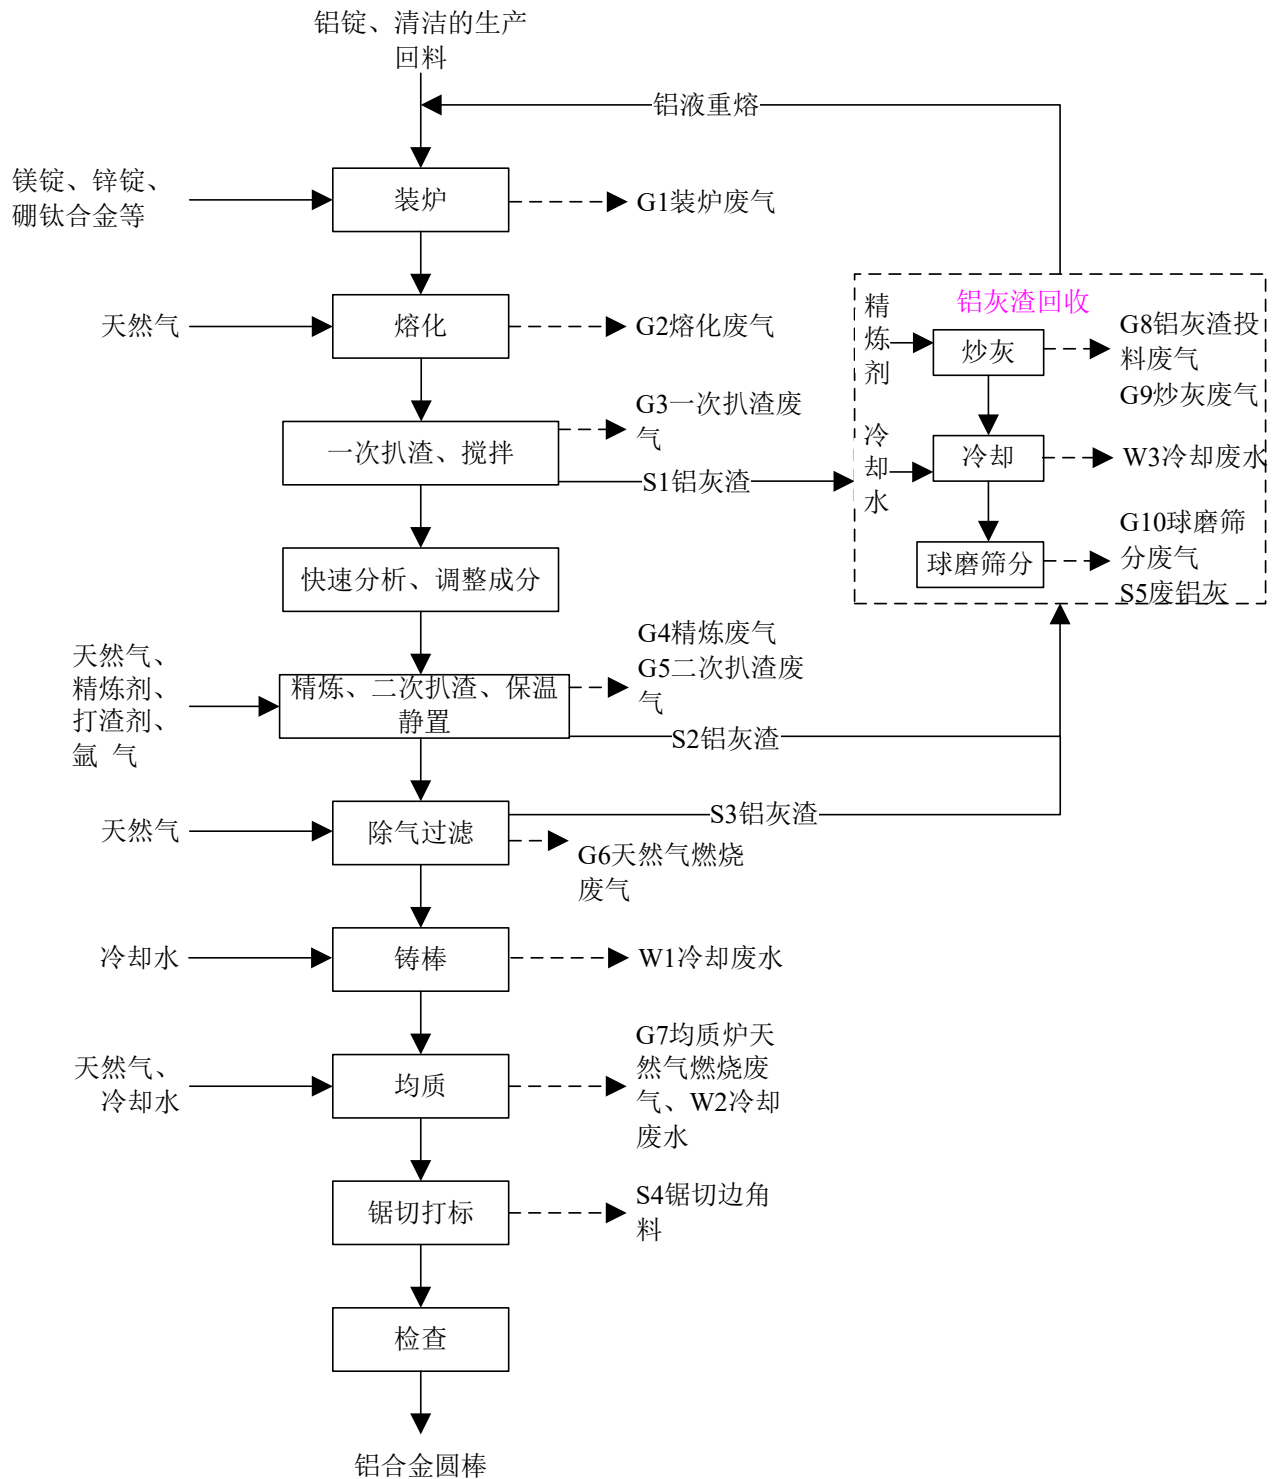 铝锭、清洁的生产
回料
铝液重熔
镁锭、锌锭、
硼钛合金等
装炉
G1装炉废气
天然气
熔化
G2熔化废气
G3一次扒渣废
气
一次扒渣、搅拌
S1铝灰渣
铝灰渣回收
精
炼
剂
炒灰
G8铝灰渣投
料废气
G9炒灰废气
冷
却
水
冷却
W3冷却废水
球磨筛分
G10球磨筛
分废气
S5废铝灰
快速分析、调整成分
天然气、
精炼剂、
打渣剂、
氩 气
精炼、二次扒渣、保温
静置
G4精炼废气
G5二次扒渣废
气
S2铝灰渣
天然气
除气过滤
S3铝灰渣
G6天然气燃烧
废气
冷却水
铸棒
W1冷却废水
天然气、
冷却水
均质
G7均质炉天
然气燃烧废
气、W2冷却
废水
锯切打标
S4锯切边角
料
检查
铝合金圆棒